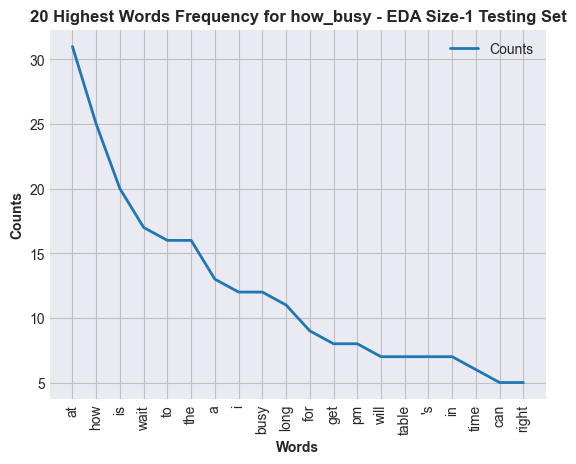 20 Highest Words Frequency for how_busy - EDA Size-1 Testing Set
Counts
30
25
20
15
10
5
Counts
at
how
is
wait
to
the
a
i
busy
long
for
get
pm
will
table
's
in
time
can
right
Words